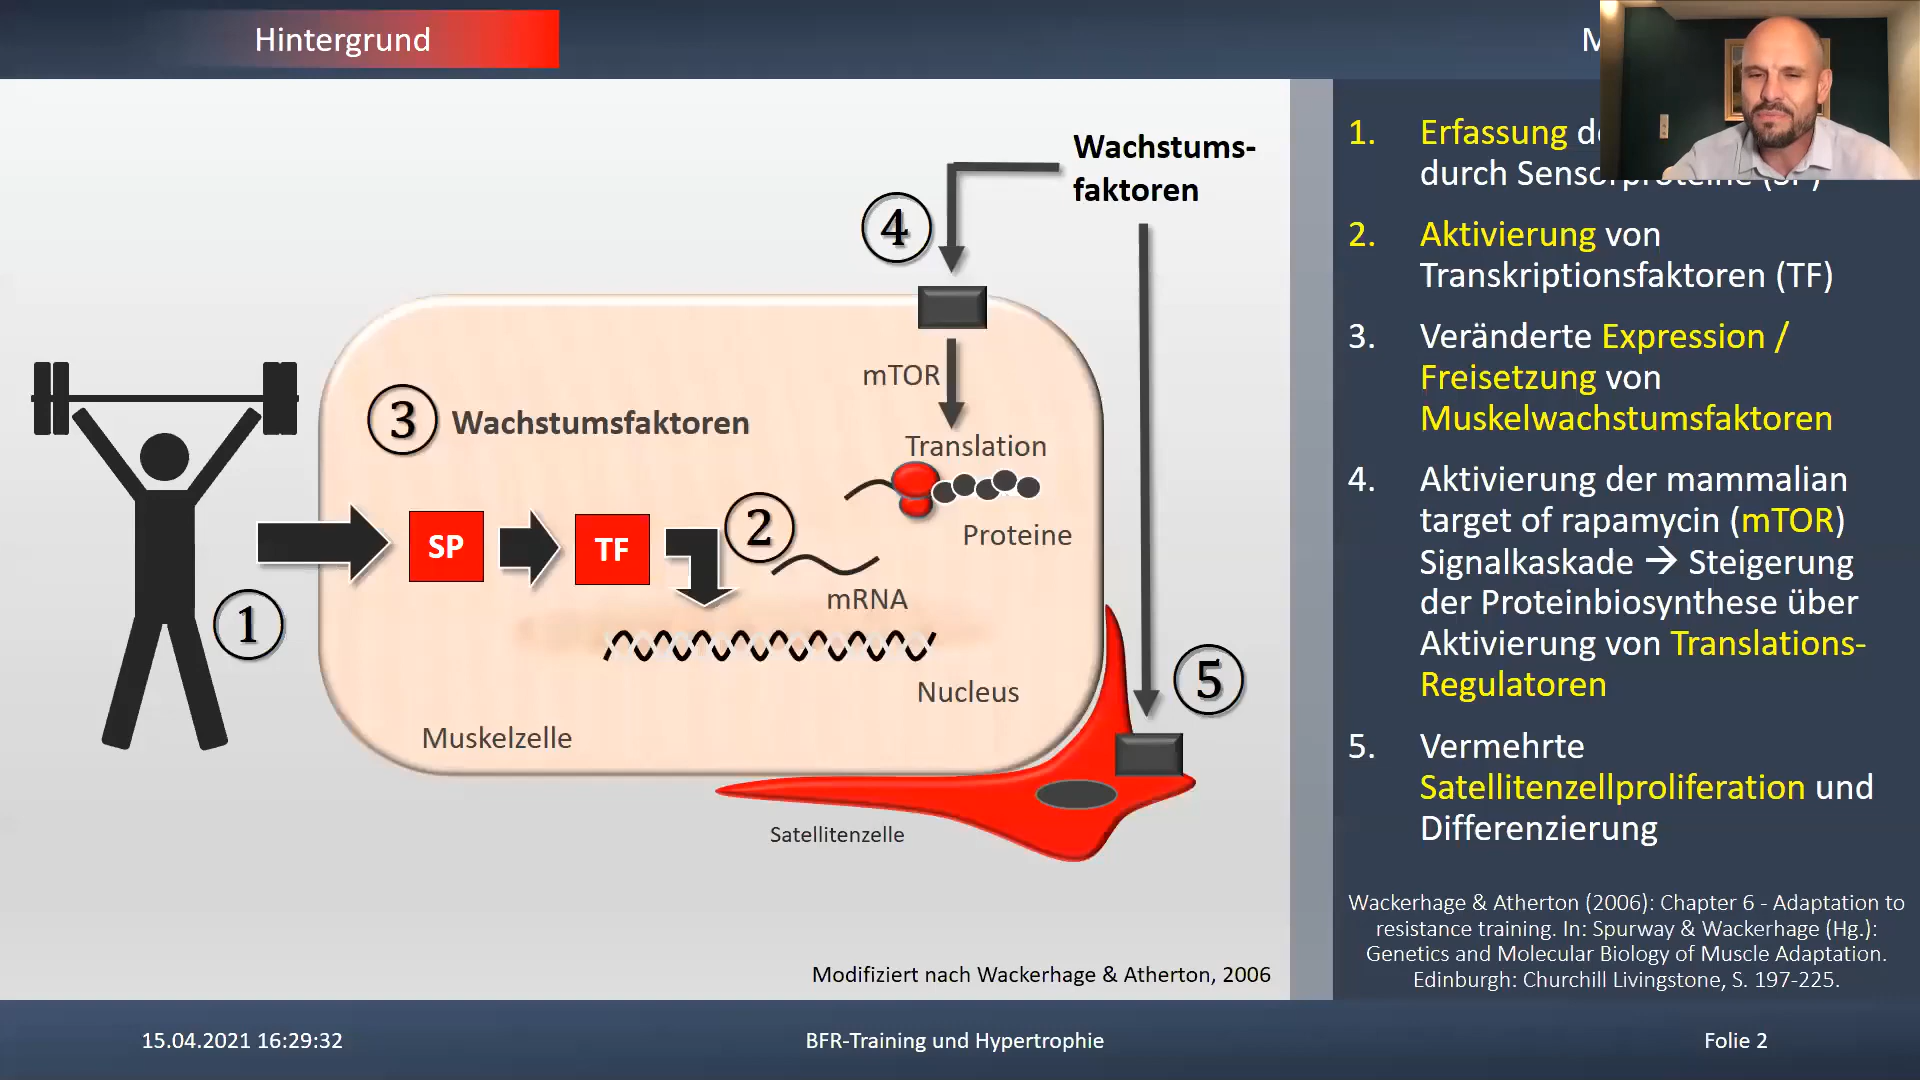 Hintergrund
Wachstums-
faktoren
④
mTOR
③ Wachstumsfaktoren
Translation
Proteine
SP
TF
②
mRNA
①
Nucleus
⑤
Muskelzelle
Satellitenzelle
Modifiziert nach Wackerhage & Atherton, 2006
1. Erfassung
durch Sensorproteine (SP)
2. Aktivierung von
Transkriptionsfaktoren (TF)
3. Veränderte Expression /
Freisetzung von
Muskelwachstumsfaktoren
4. Aktivierung der mammalian
target of rapamycin (mTOR)
Signalkaskade → Steigerung
der Proteinbiosynthese über
Aktivierung von Translations-
Regulatoren
5. Vermehrte
Satellitenzellproliferation und
Differenzierung
Wackerhage & Atherton (2006): Chapter 6 - Adaptation to
resistance training. In: Spurway & Wackerhage (Hg.):
Genetics and Molecular Biology of Muscle Adaptation.
Edinburgh: Churchill Livingstone, S. 197-225.
15.04.2021 16:29:32
BFR-Training und Hypertrophie
Folie 2